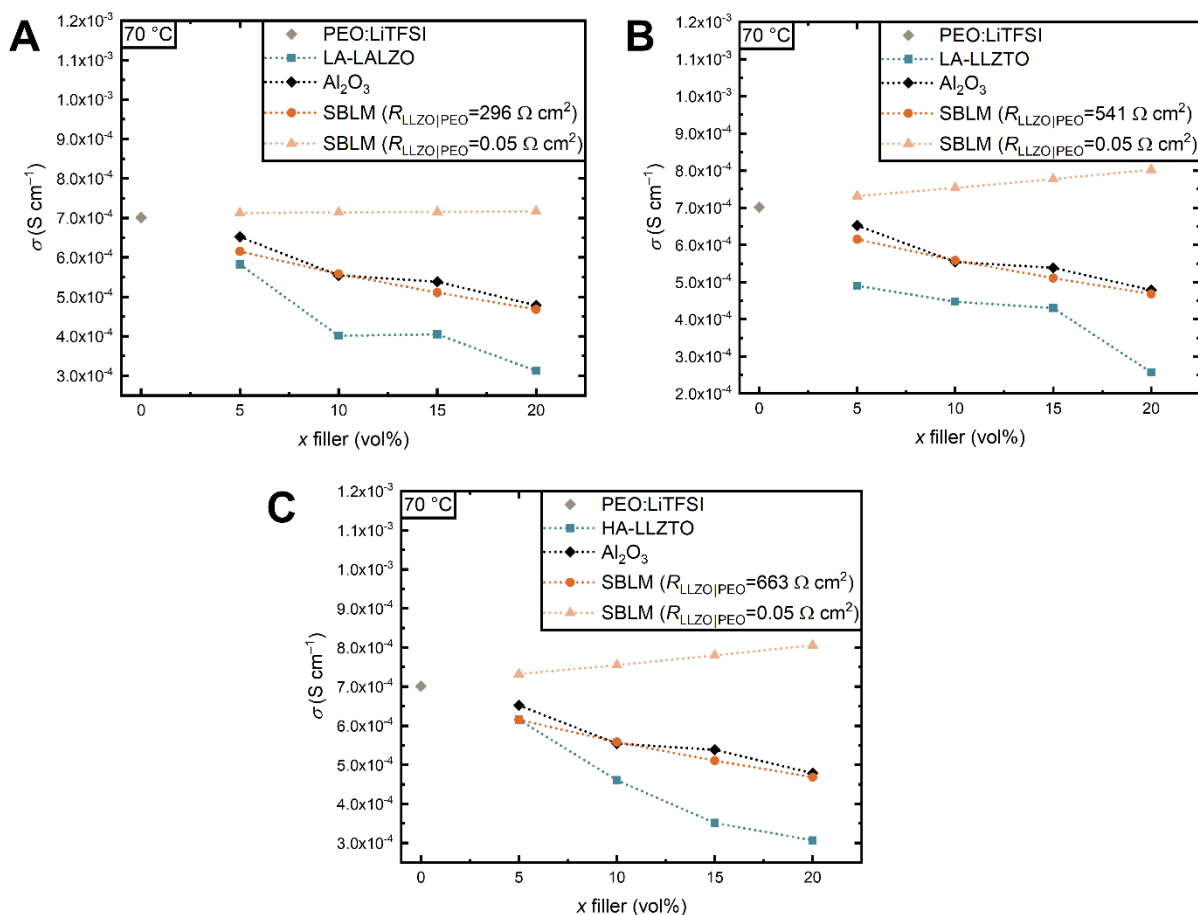 A
70 °C
PEO:LiTFSI
LA-LALZO
Al₂O₃
SBLM (R_LLZO|PEO=296 Ω cm²)
SBLM (R_LLZO|PEO=0.05 Ω cm²)
1.2x10⁻³
1.1x10⁻³
1.0x10⁻³
9.0x10⁻⁴
8.0x10⁻⁴
7.0x10⁻⁴
6.0x10⁻⁴
5.0x10⁻⁴
4.0x10⁻⁴
3.0x10⁻⁴
σ (S cm⁻¹)
0 5 10 15 20
x filler (vol%)
B
70 °C
PEO:LiTFSI
LA-LLZTO
Al₂O₃
SBLM (R_LLZO|PEO=541 Ω cm²)
SBLM (R_LLZO|PEO=0.05 Ω cm²)
1.2x10⁻³
1.1x10⁻³
1.0x10⁻³
9.0x10⁻⁴
8.0x10⁻⁴
7.0x10⁻⁴
6.0x10⁻⁴
5.0x10⁻⁴
4.0x10⁻⁴
3.0x10⁻⁴
2.0x10⁻⁴
σ (S cm⁻¹)
0 5 10 15 20
x filler (vol%)
C
70 °C
PEO:LiTFSI
HA-LLZTO
Al₂O₃
SBLM (R_LLZO|PEO=663 Ω cm²)
SBLM (R_LLZO|PEO=0.05 Ω cm²)
1.2x10⁻³
1.1x10⁻³
1.0x10⁻³
9.0x10⁻⁴
8.0x10⁻⁴
7.0x10⁻⁴
6.0x10⁻⁴
5.0x10⁻⁴
4.0x10⁻⁴
3.0x10⁻⁴
σ (S cm⁻¹)
0 5 10 15 20
x filler (vol%)